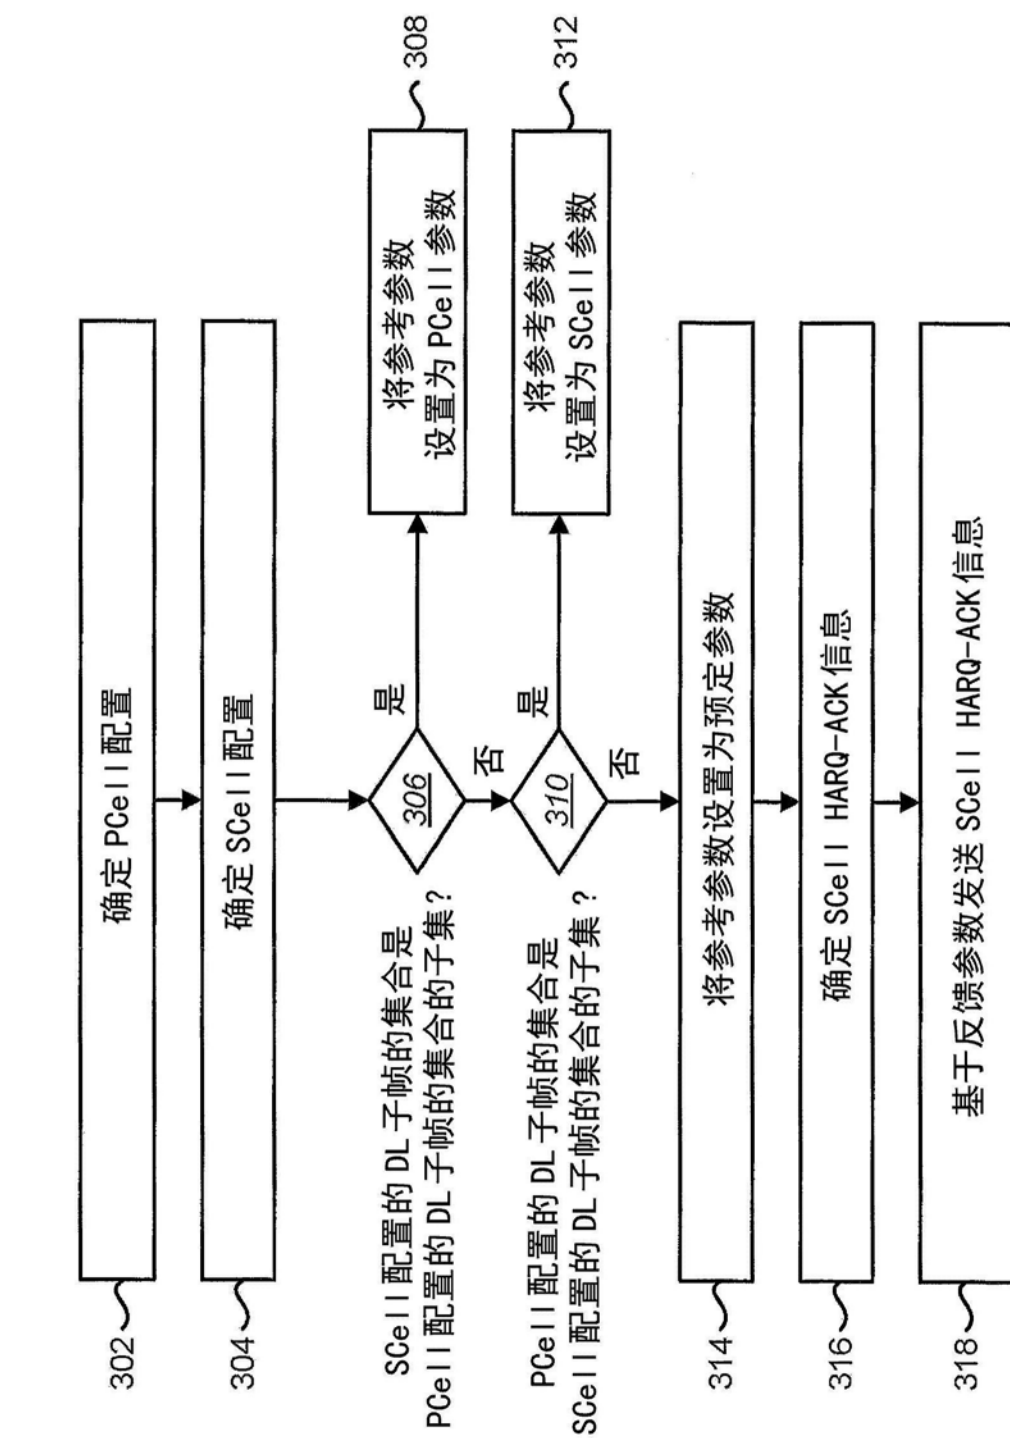 302
确定 PCell 配置
304
确定 SCell 配置
SCell 配置的 DL 子帧的集合是
PCell 配置的 DL 子帧的集合的子集?
306
是
否
将参考参数
设置为 PCell 参数
308
PCell 配置的 DL 子帧的集合是
SCell 配置的 DL 子帧的集合的子集?
310
是
否
将参考参数
设置为 SCell 参数
312
314
将参考参数设置为预定参数
316
确定 SCell HARQ-ACK 信息
318
基于反馈参数发送 SCell HARQ-ACK 信息